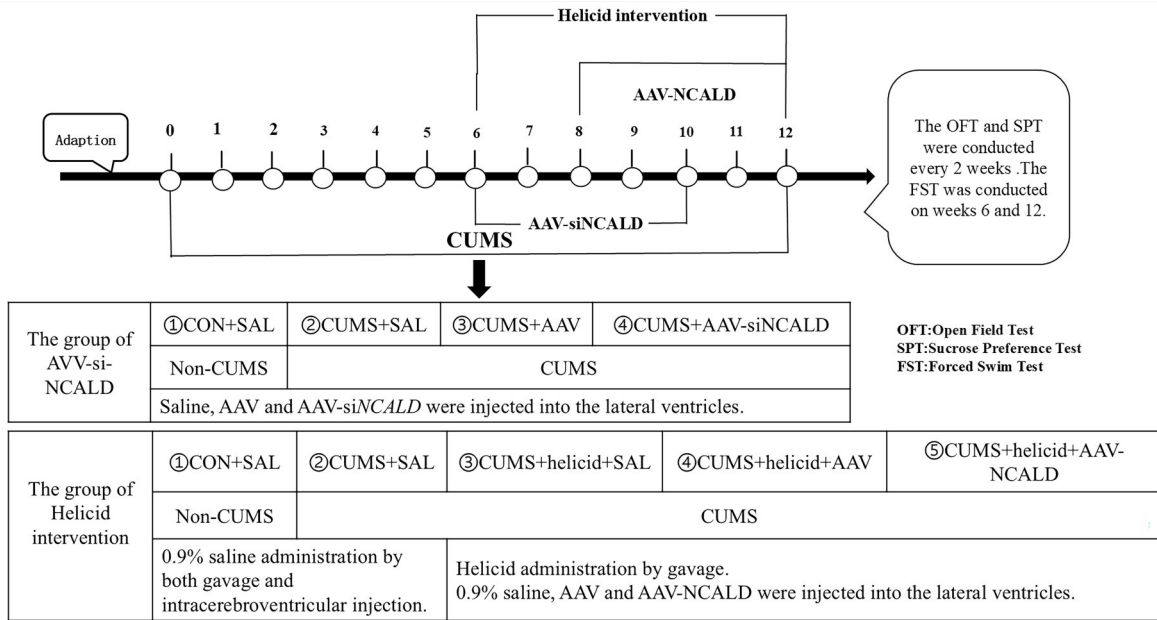 Helicid intervention
AAV-NCALD
Adaption
0 1 2 3 4 5 6 7 8 9 10 11 12
The OFT and SPT
were conducted
every 2 weeks .The
FST was conducted
on weeks 6 and 12.
AAV-siNCALD
CUMS
The group of
AVV-si-
NCALD
①CON+SAL ②CUMS+SAL ③CUMS+AAV ④CUMS+AAV-siNCALD
Non-CUMS CUMS
Saline, AAV and AAV-siNCALD were injected into the lateral ventricles.
OFT:Open Field Test
SPT:Sucrose Preference Test
FST:Forced Swim Test
The group of
Helicid
intervention
①CON+SAL ②CUMS+SAL ③CUMS+helicid+SAL ④CUMS+helicid+AAV ⑤CUMS+helicid+AAV-
NCALD
Non-CUMS CUMS
0.9% saline administration by
both gavage and
intracerebroventricular injection.
Helicid administration by gavage.
0.9% saline, AAV and AAV-NCALD were injected into the lateral ventricles.